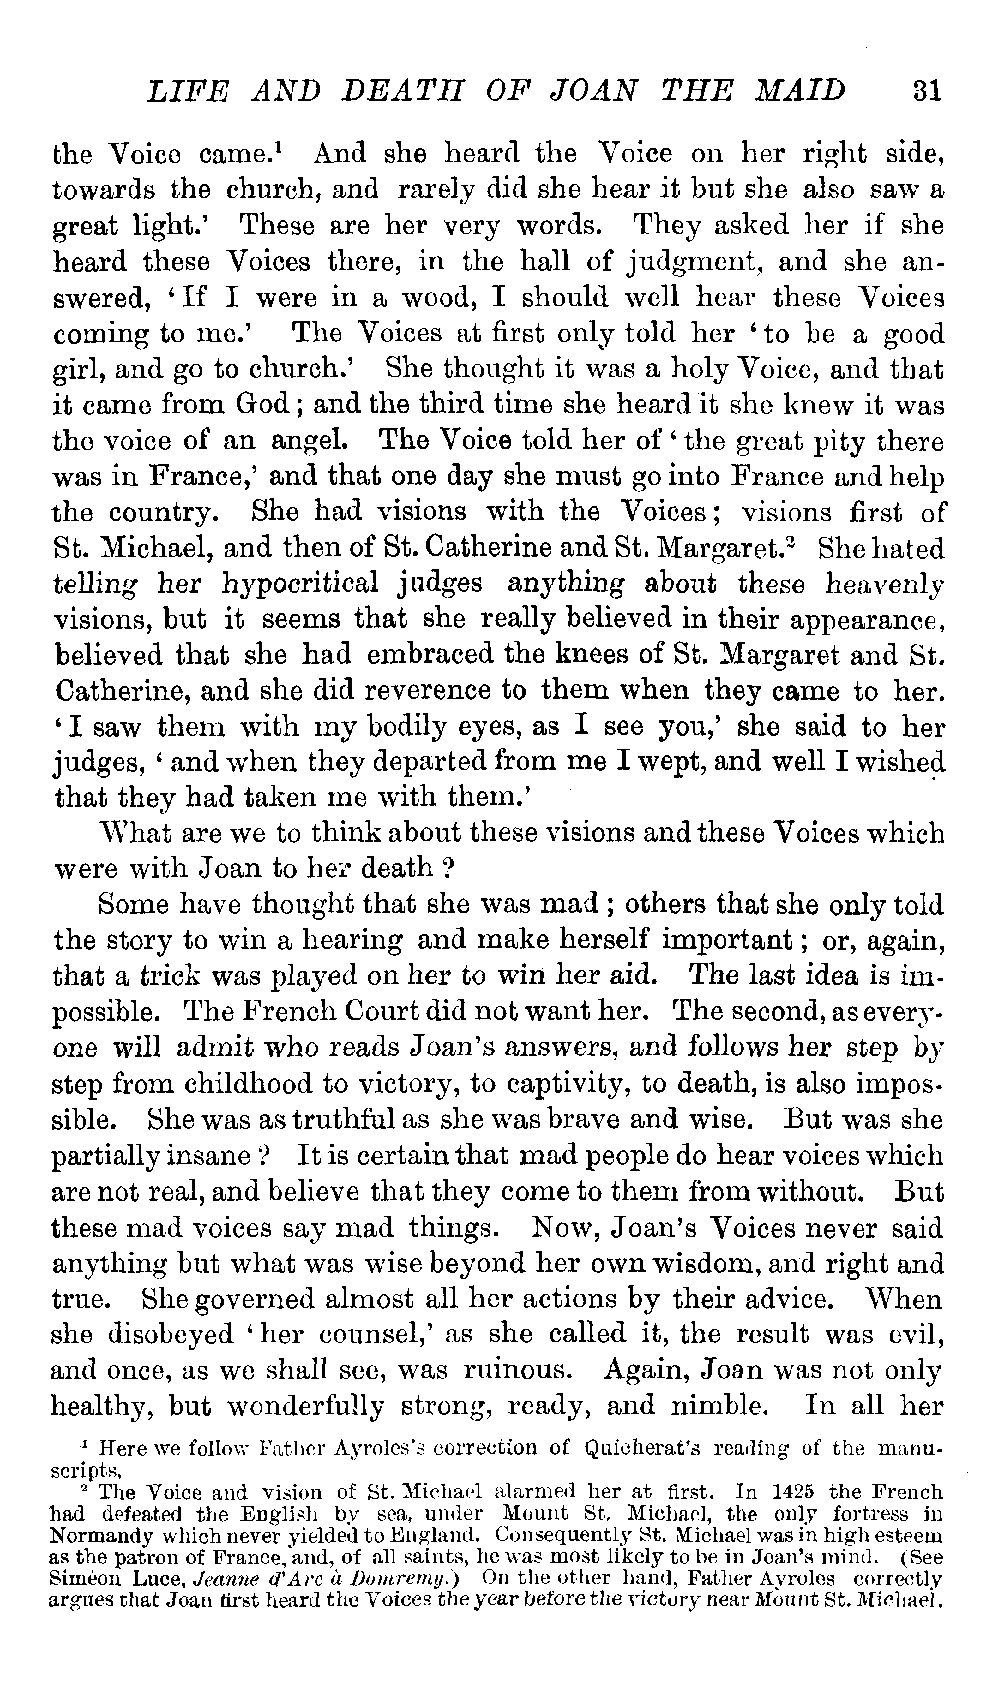 LIFE AND DEATH OF JOAN THE MAID 31
the Voice came.¹ And she heard the Voice on her right side,
towards the church, and rarely did she hear it but she also saw a
great light.’ These are her very words. They asked her if she
heard these Voices there, in the hall of judgment, and she an-
swered, ‘If I were in a wood, I should well hear these Voices
coming to me.’ The Voices at first only told her ‘to be a good
girl, and go to church.’ She thought it was a holy Voice, and that
it came from God; and the third time she heard it she knew it was
the voice of an angel. The Voice told her of ‘the great pity there
was in France,’ and that one day she must go into France and help
the country. She had visions with the Voices; visions first of
St. Michael, and then of St. Catherine and St. Margaret.² She hated
telling her hypocritical judges anything about these heavenly
visions, but it seems that she really believed in their appearance,
believed that she had embraced the knees of St. Margaret and St.
Catherine, and she did reverence to them when they came to her.
‘I saw them with my bodily eyes, as I see you,’ she said to her
judges, ‘and when they departed from me I wept, and well I wished
that they had taken me with them.’
What are we to think about these visions and these Voices which
were with Joan to her death?
Some have thought that she was mad; others that she only told
the story to win a hearing and make herself important; or, again,
that a trick was played on her to win her aid. The last idea is im-
possible. The French Court did not want her. The second, as every-
one will admit who reads Joan’s answers, and follows her step by
step from childhood to victory, to captivity, to death, is also impos-
sible. She was as truthful as she was brave and wise. But was she
partially insane? It is certain that mad people do hear voices which
are not real, and believe that they come to them from without. But
these mad voices say mad things. Now, Joan’s Voices never said
anything but what was wise beyond her own wisdom, and right and
true. She governed almost all her actions by their advice. When
she disobeyed ‘her counsel,’ as she called it, the result was evil,
and once, as we shall see, was ruinous. Again, Joan was not only
healthy, but wonderfully strong, ready, and nimble. In all her
¹ Here we follow Father Ayroles’s correction of Quicherat’s reading of the manu-
scripts.
² The Voice and vision of St. Michael alarmed her at first. In 1425 the French
had defeated the English by sea, under Mount St. Michael, the only fortress in
Normandy which never yielded to England. Consequently St. Michael was in high esteem
as the patron of France, and, of all saints, he was most likely to be in Joan’s mind. (See
Siméon Luce, Jeanne d’Arc à Domremy.) On the other hand, Father Ayroles correctly
argues that Joan first heard the Voices the year before the victory near Mount St. Michael.